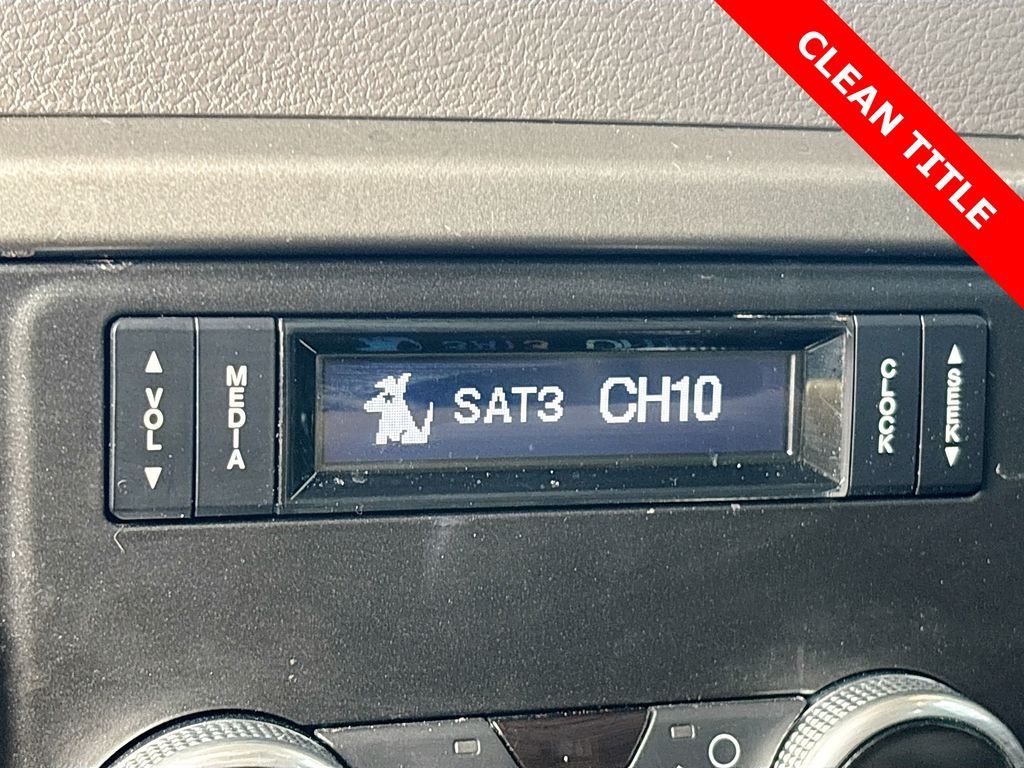 CLEAN TITLE
VOL
MEDIA
SAT3 CH10
CLOCK
SEEK